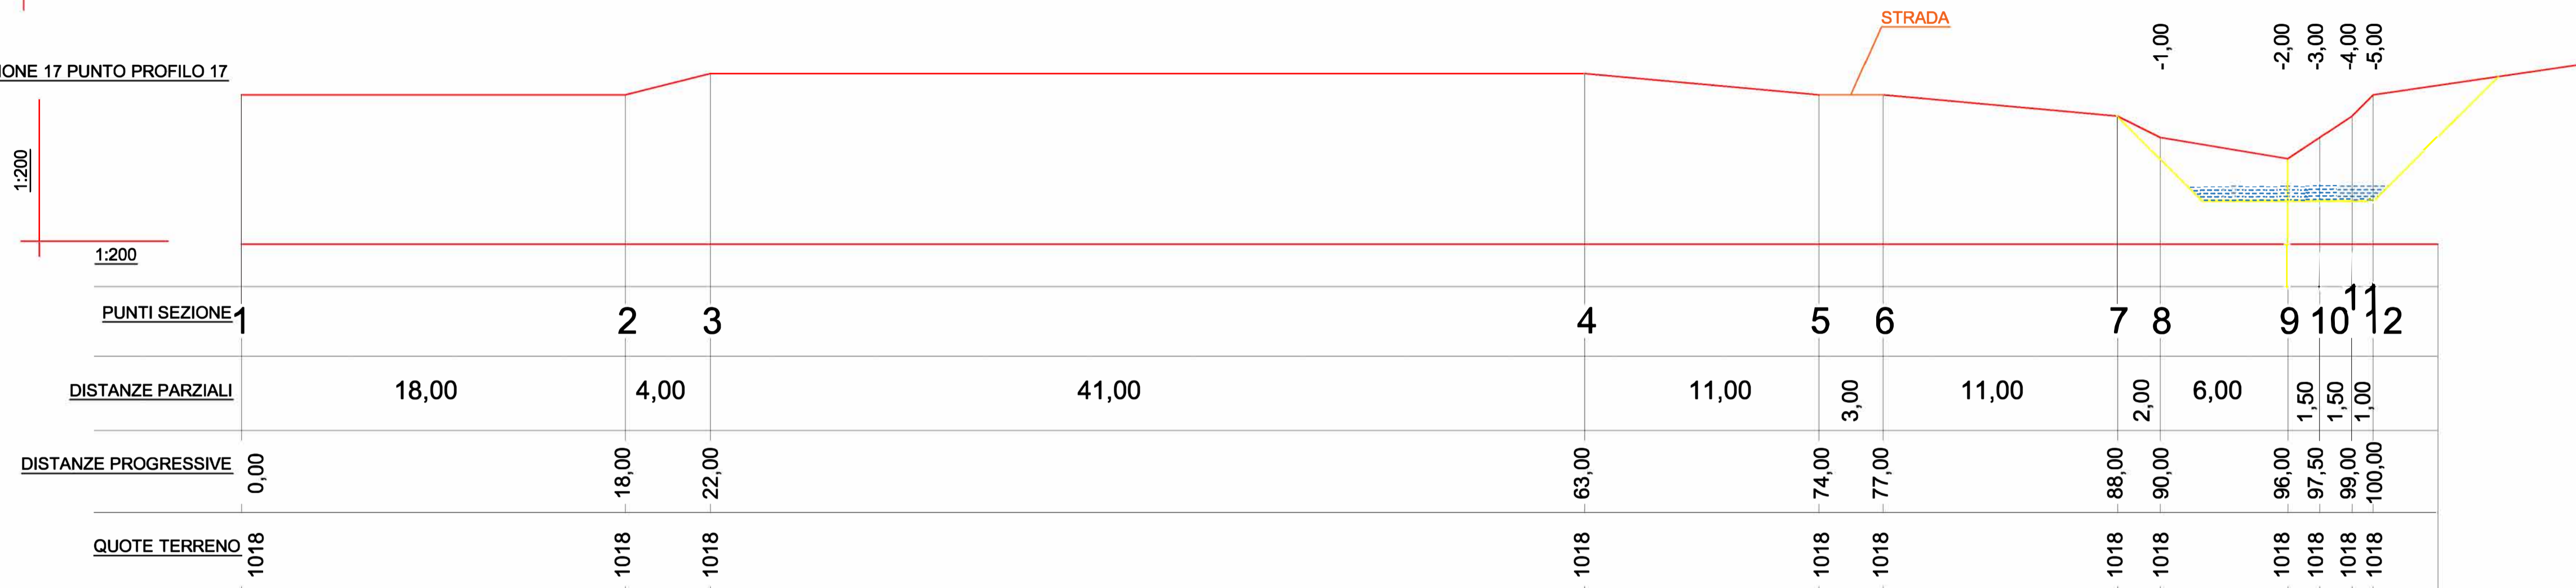 STRADA
-1,00 -2,00 -3,00 -4,00 -5,00
IONE 17 PUNTO PROFILO 17
1:200
1:200
PUNTI SEZIONE 1 2 3 4 5 6 7 8 9 10 11 12
DISTANZE PARZIALI 18,00 4,00 41,00 11,00 3,00 11,00 2,00 6,00 1,50 1,50 1,00
DISTANZE PROGRESSIVE 0,00 18,00 22,00 63,00 74,00 77,00 88,00 90,00 96,00 97,50 99,00 100,00
QUOTE TERRENO 1018 1018 1018 1018 1018 1018 1018 1018 1018 1018 1018 1018